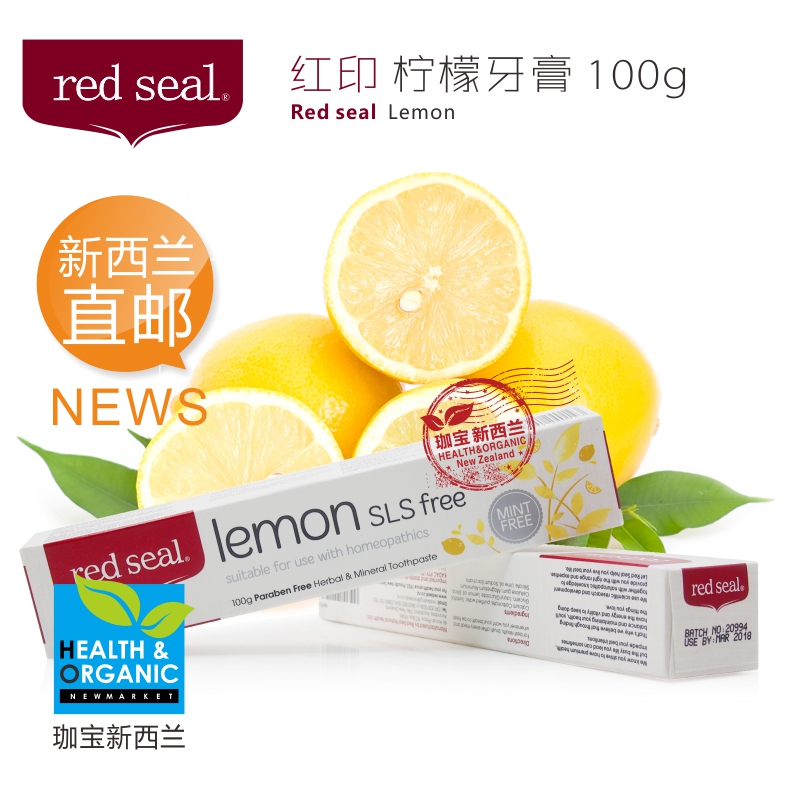 red seal®
红印 柠檬牙膏 100g
Red seal Lemon
新西兰
直邮
NEWS
珈宝新西兰
HEALTH&ORGANIC
New Zealand
lemon SLS free
suitable for use with homeopathics
100g Paraben Free Herbal & Mineral Toothpaste
MINT
FREE
red seal®
red seal®
BATCH NO:20994
USE BY:MAR 2018
Directions
Ingredients
HEALTH &
ORGANIC
NEWMARKET
珈宝新西兰